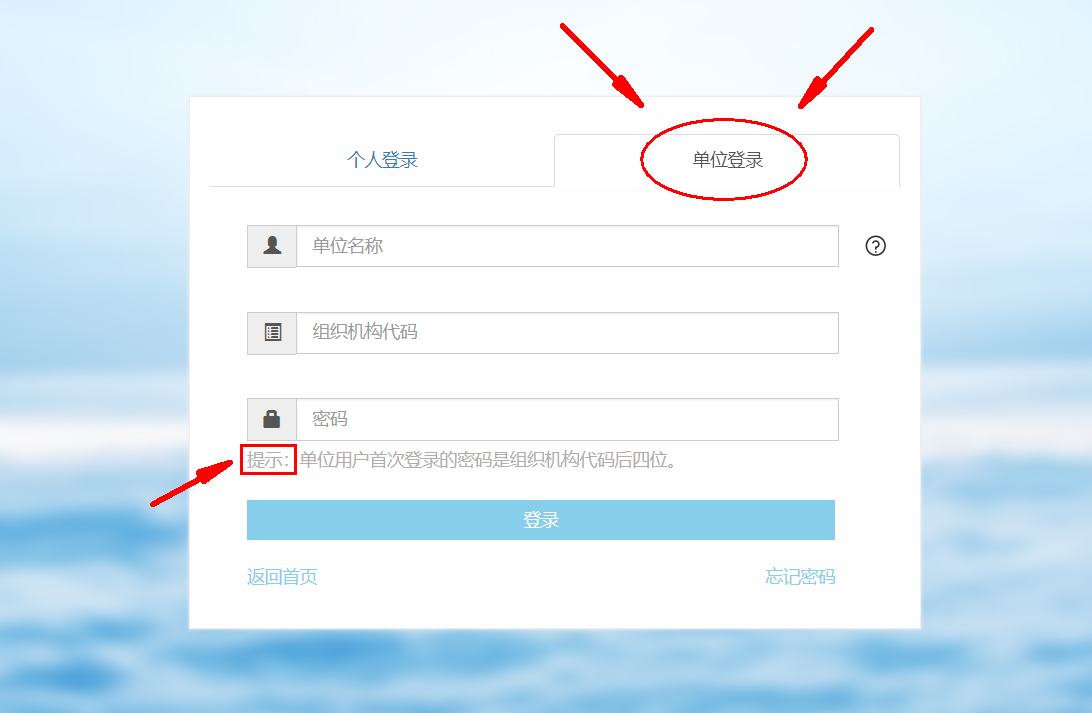 个人登录
单位登录
单位名称
组织机构代码
密码
提示：单位用户首次登录的密码是组织机构代码后四位。
登录
返回首页
忘记密码